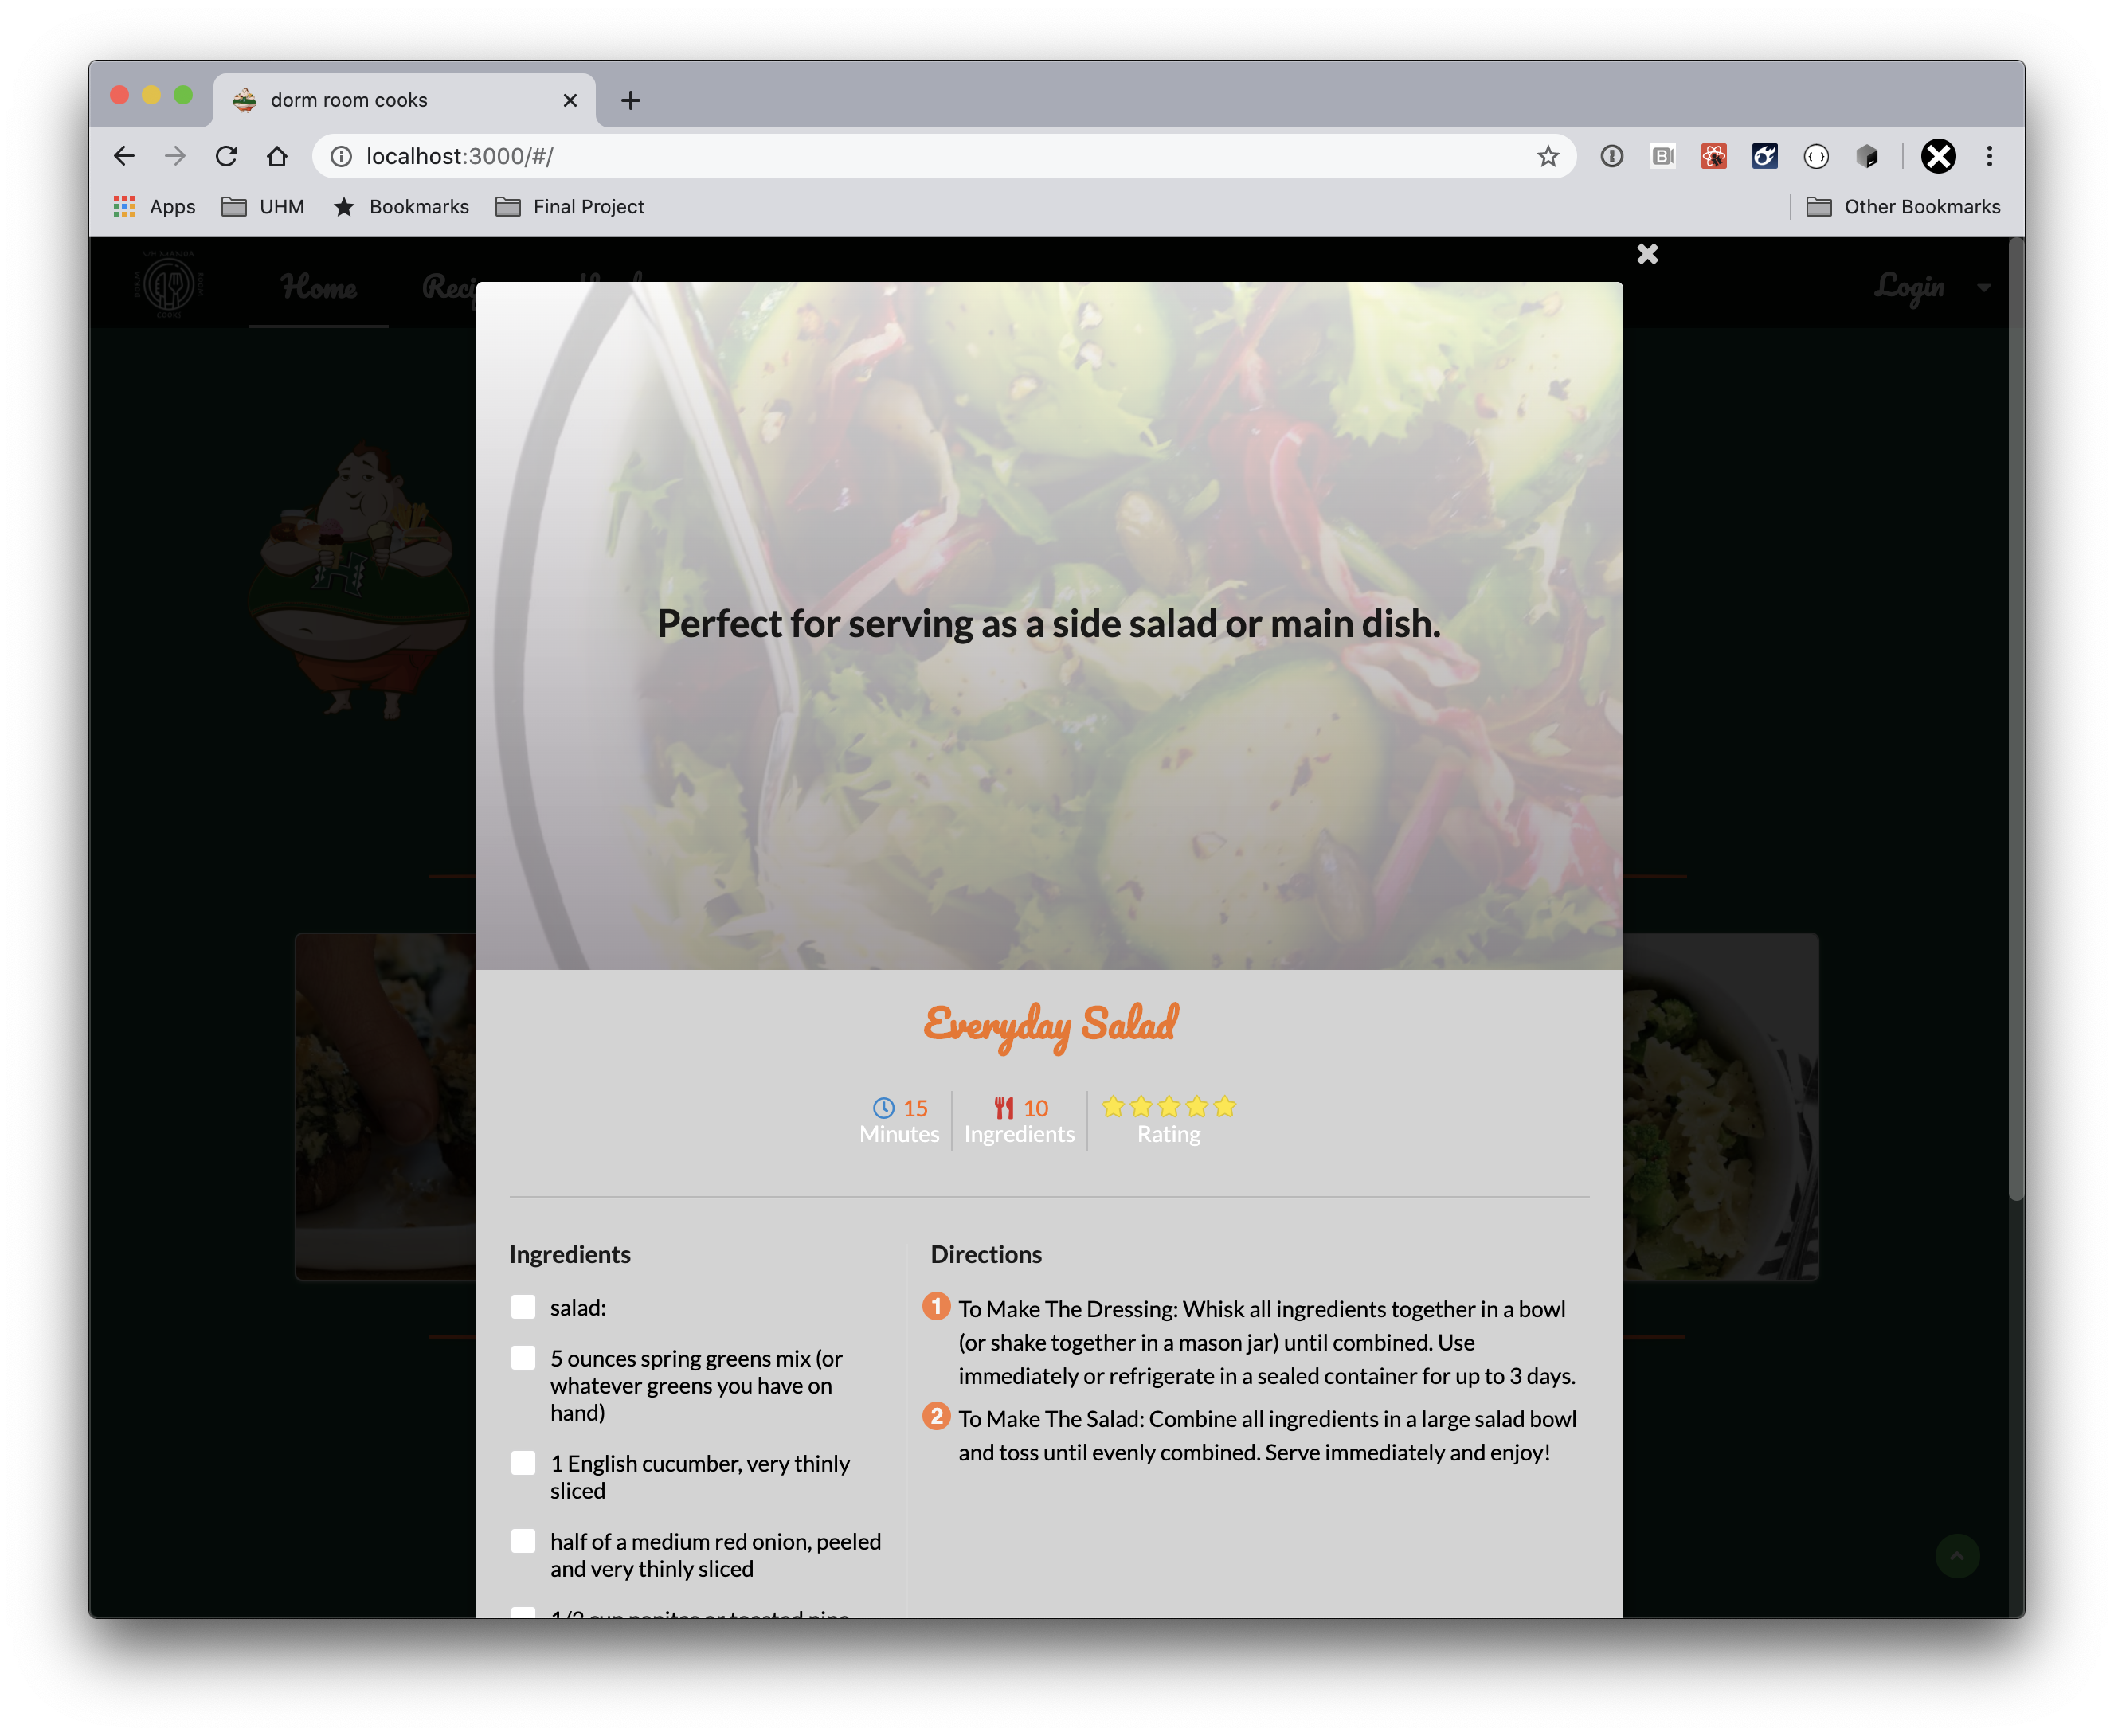 dorm room cooks
localhost:3000/#/
Apps UHM Bookmarks Final Project Other Bookmarks
COOKS
Home Login
H
Perfect for serving as a side salad or main dish.
Everyday Salad
15 10
Minutes Ingredients Rating
Ingredients
salad:
5 ounces spring greens mix (or
whatever greens you have on
hand)
1 English cucumber, very thinly
sliced
half of a medium red onion, peeled
and very thinly sliced
Directions
1 To Make The Dressing: Whisk all ingredients together in a bowl
(or shake together in a mason jar) until combined. Use
immediately or refrigerate in a sealed container for up to 3 days.
2 To Make The Salad: Combine all ingredients in a large salad bowl
and toss until evenly combined. Serve immediately and enjoy!